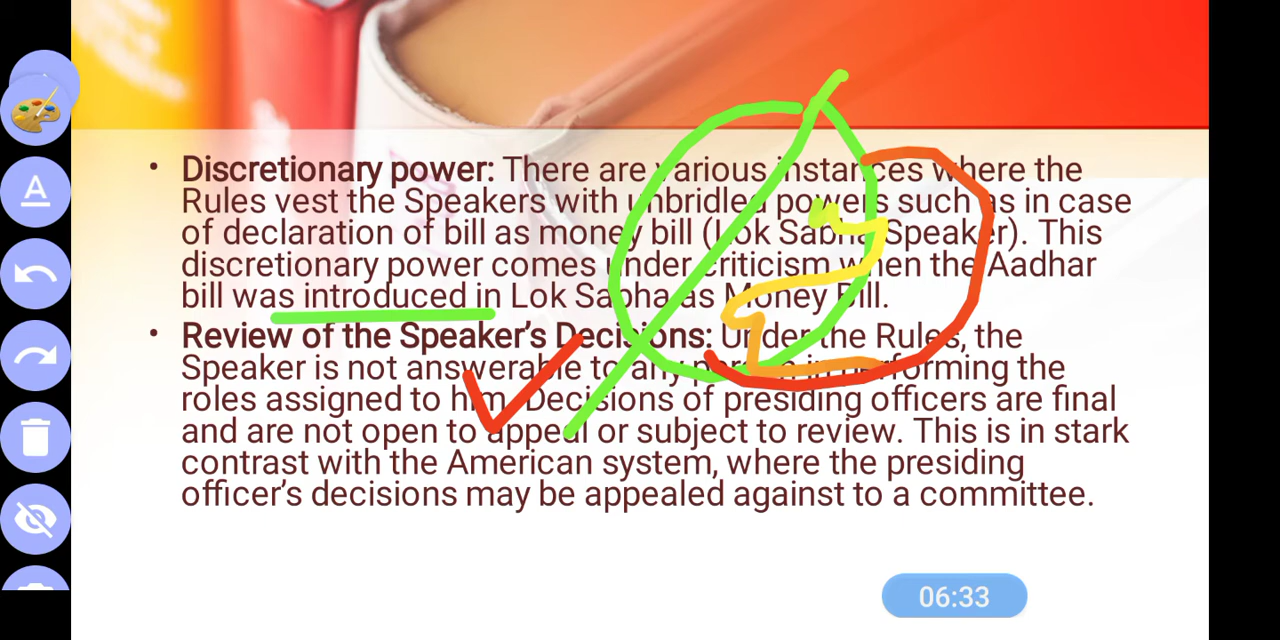 • Discretionary power: There are various instances where the
Rules vest the Speakers with unbridled powers such as in case
of declaration of bill as money bill (Lok Sabha Speaker). This
discretionary power comes under criticism when the Aadhar
bill was introduced in Lok Sabha as Money Bill.
• Review of the Speaker's Decisions: Under the Rules, the
Speaker is not answerable to any person in performing the
roles assigned to him. Decisions of presiding officers are final
and are not open to appeal or subject to review. This is in stark
contrast with the American system, where the presiding
officer's decisions may be appealed against to a committee.
A
06:33